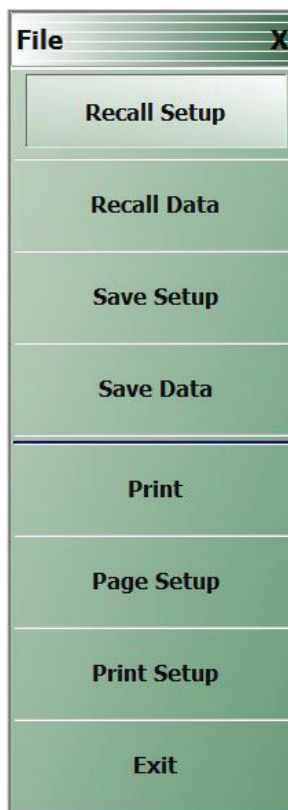 File X
Recall Setup
Recall Data
Save Setup
Save Data
Print
Page Setup
Print Setup
Exit